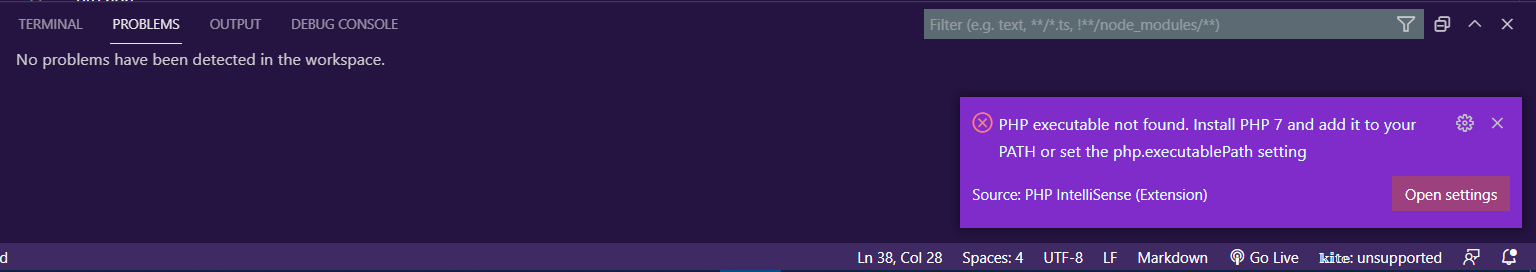 TERMINAL PROBLEMS OUTPUT DEBUG CONSOLE Filter (e.g. text, **/*.ts, !**/node_modules/**)
No problems have been detected in the workspace.
PHP executable not found. Install PHP 7 and add it to your
PATH or set the php.executablePath setting
Source: PHP IntelliSense (Extension) Open settings
d Ln 38, Col 28 Spaces: 4 UTF-8 LF Markdown Go Live kite: unsupported